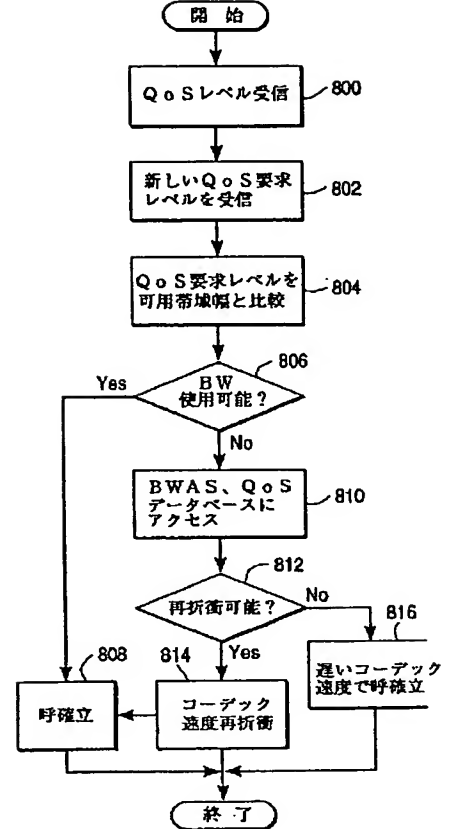 開 始
QoSレベル受信
800
新しいQoS要求
レベルを受信
802
QoS要求レベルを
可用帯域幅と比較
804
806
Yes
BW
使用可能？
No
BWAS、QoS
データベースに
アクセス
810
812
再折衝可能？
No
Yes
808
呼確立
814
コーデック
速度再折衝
816
遅いコーデック
速度で呼確立
終 了